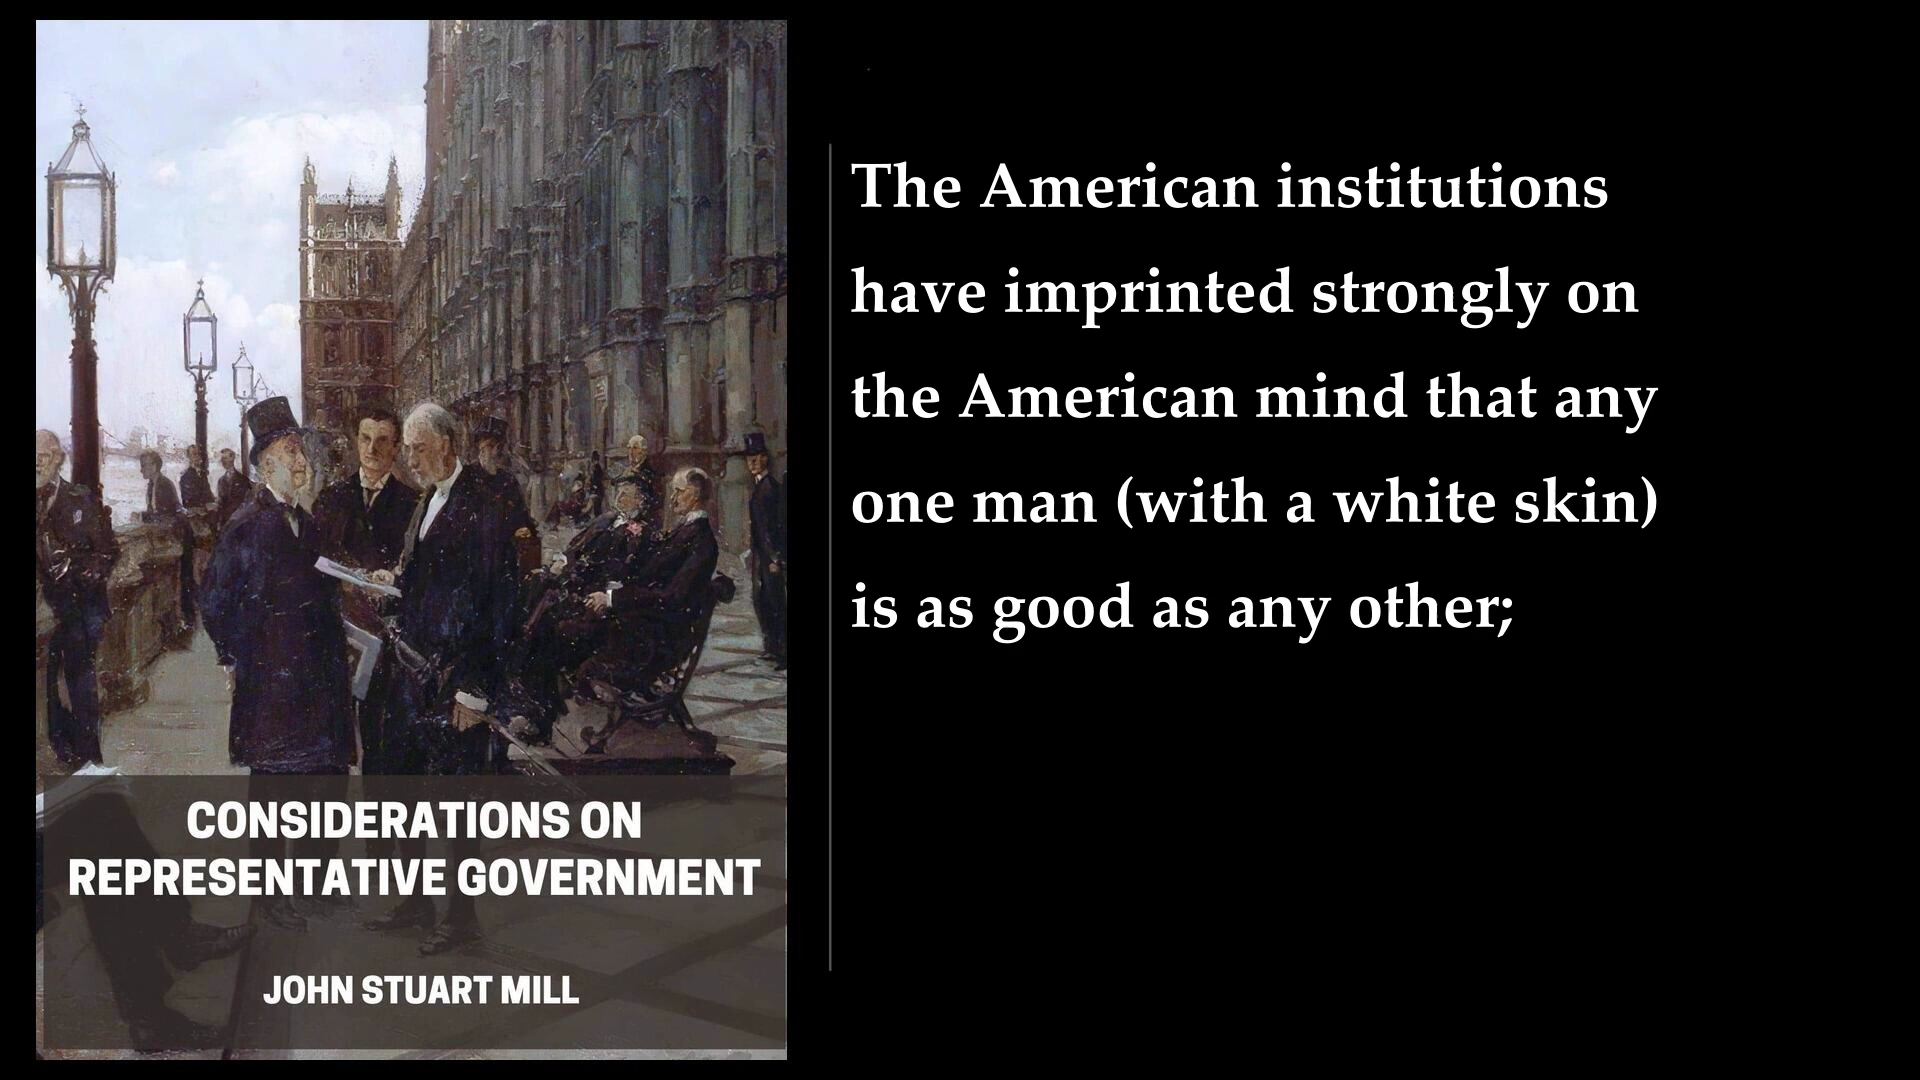 CONSIDERATIONS ON
REPRESENTATIVE GOVERNMENT
JOHN STUART MILL
The American institutions
have imprinted strongly on
the American mind that any
one man (with a white skin)
is as good as any other;